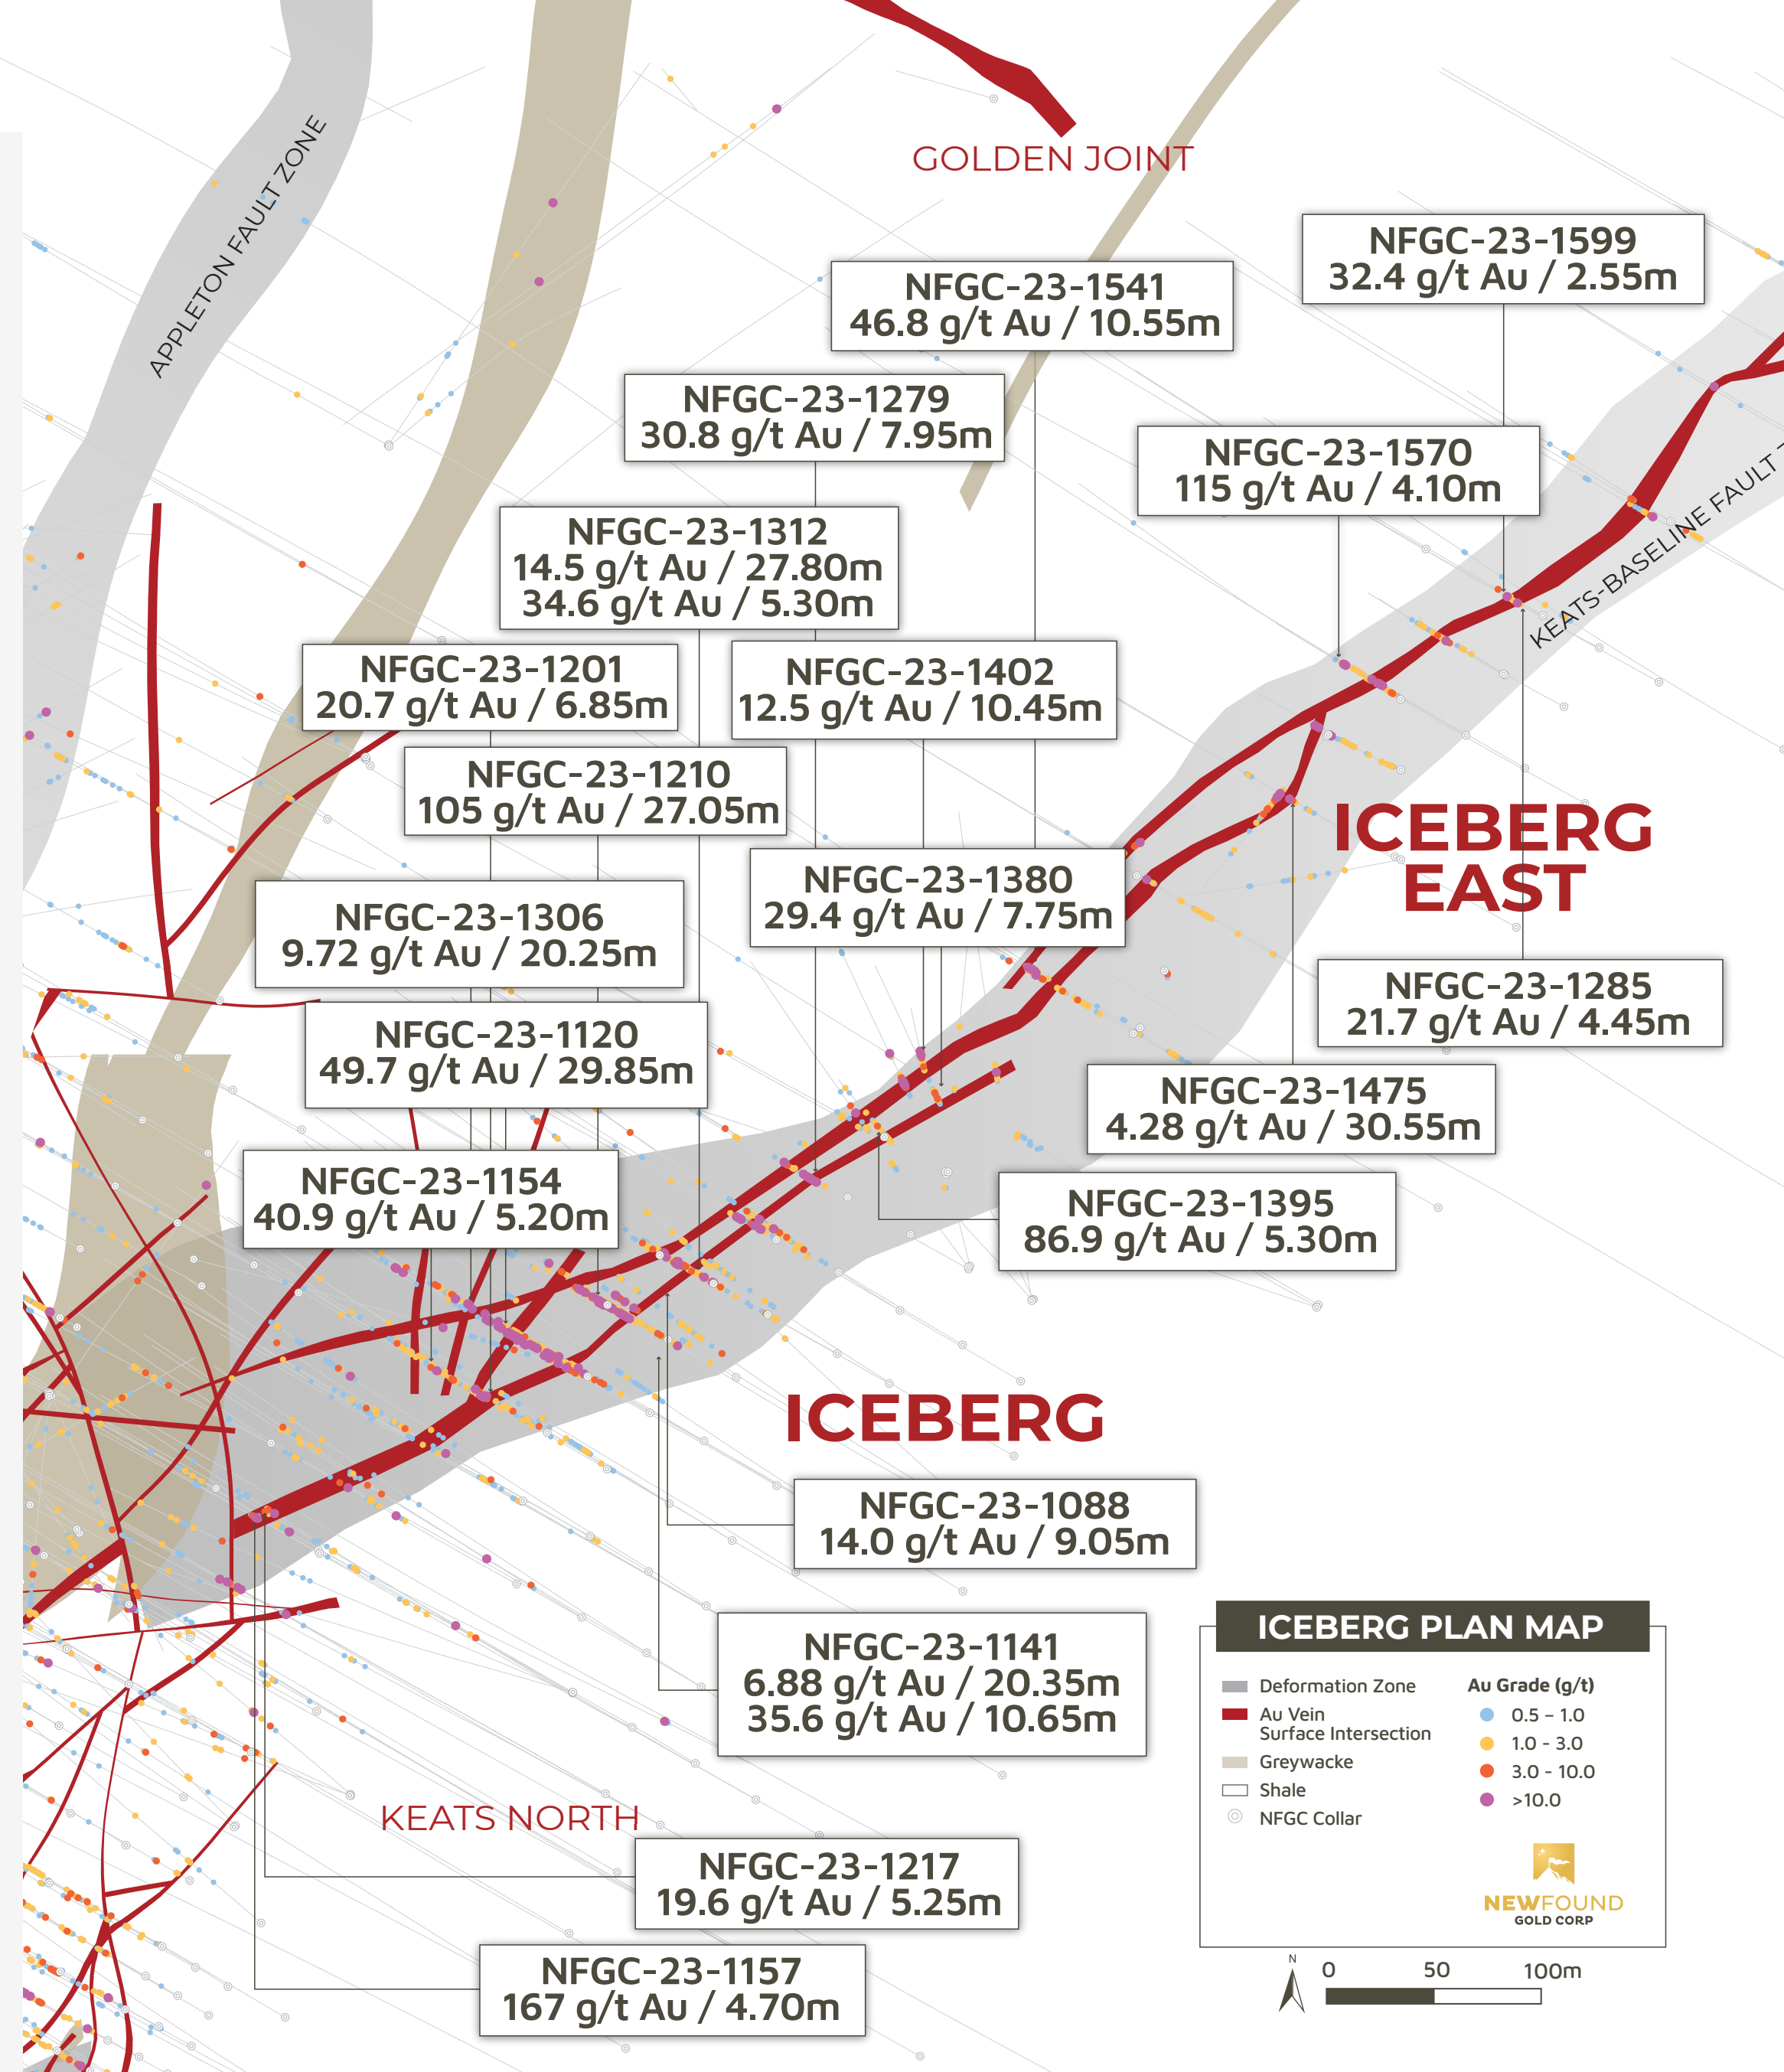 GOLDEN JOINT
APPLETON FAULT ZONE
NFGC-23-1599
32.4 g/t Au / 2.55m
NFGC-23-1541
46.8 g/t Au / 10.55m
NFGC-23-1279
30.8 g/t Au / 7.95m
NFGC-23-1570
115 g/t Au / 4.10m
KEATS-BASELINE FAULT
NFGC-23-1312
14.5 g/t Au / 27.80m
34.6 g/t Au / 5.30m
NFGC-23-1201
20.7 g/t Au / 6.85m
NFGC-23-1402
12.5 g/t Au / 10.45m
NFGC-23-1210
105 g/t Au / 27.05m
ICEBERG
EAST
NFGC-23-1380
29.4 g/t Au / 7.75m
NFGC-23-1306
9.72 g/t Au / 20.25m
NFGC-23-1285
21.7 g/t Au / 4.45m
NFGC-23-1120
49.7 g/t Au / 29.85m
NFGC-23-1475
4.28 g/t Au / 30.55m
NFGC-23-1154
40.9 g/t Au / 5.20m
NFGC-23-1395
86.9 g/t Au / 5.30m
ICEBERG
NFGC-23-1088
14.0 g/t Au / 9.05m
NFGC-23-1141
6.88 g/t Au / 20.35m
35.6 g/t Au / 10.65m
KEATS NORTH
NFGC-23-1217
19.6 g/t Au / 5.25m
NFGC-23-1157
167 g/t Au / 4.70m
ICEBERG PLAN MAP
Deformation Zone
Au Vein
Surface Intersection
Greywacke
Shale
NFGC Collar
Au Grade (g/t)
0.5 – 1.0
1.0 - 3.0
3.0 - 10.0
>10.0
NEWFOUND
GOLD CORP
N
0 50 100m